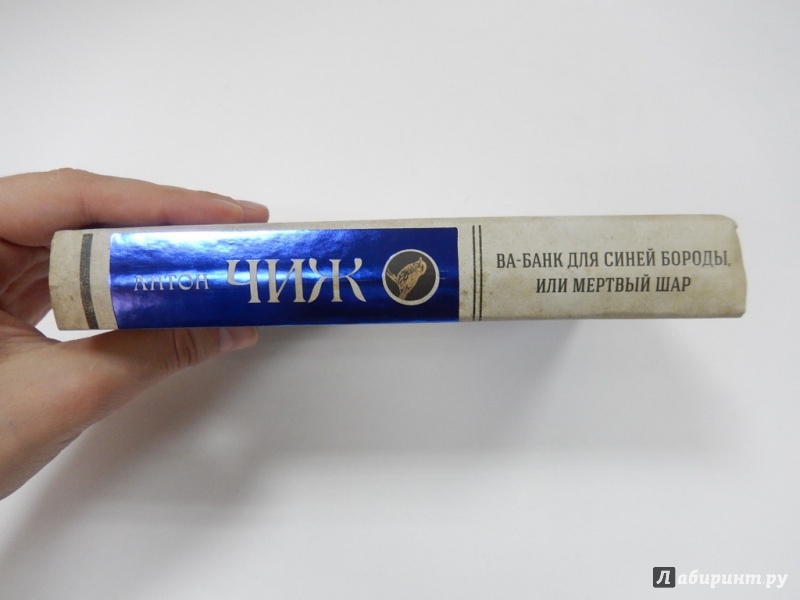 АНТОН ЧИЖ
ВА-БАНК ДЛЯ СИНЕЙ БОРОДЫ,
ИЛИ МЕРТВЫЙ ШАР
Лабиринт.ру